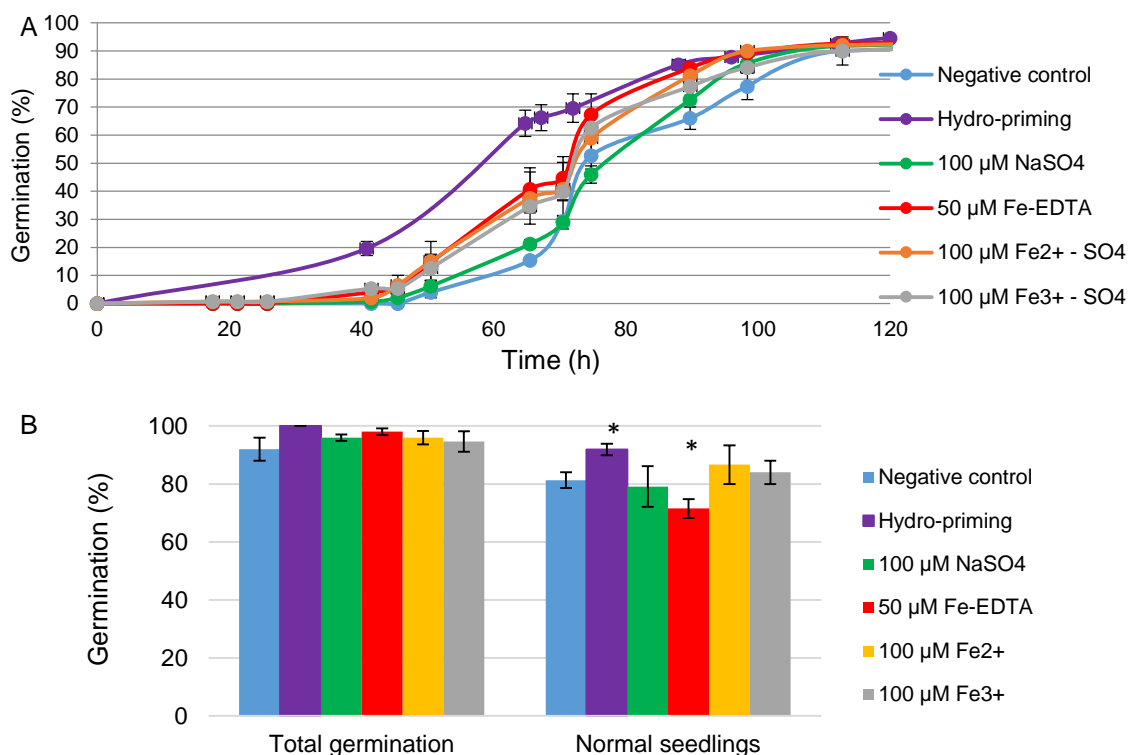 A
100
90
80
70
60
50
40
30
20
10
0
Germination (%)
0 20 40 60 80 100 120
Time (h)
Negative control
Hydro-priming
100 µM NaSO4
50 µM Fe-EDTA
100 µM Fe2+ - SO4
100 µM Fe3+ - SO4
B
100
80
60
40
20
0
Germination (%)
* *
Total germination Normal seedlings
Negative control
Hydro-priming
100 µM NaSO4
50 µM Fe-EDTA
100 µM Fe2+
100 µM Fe3+